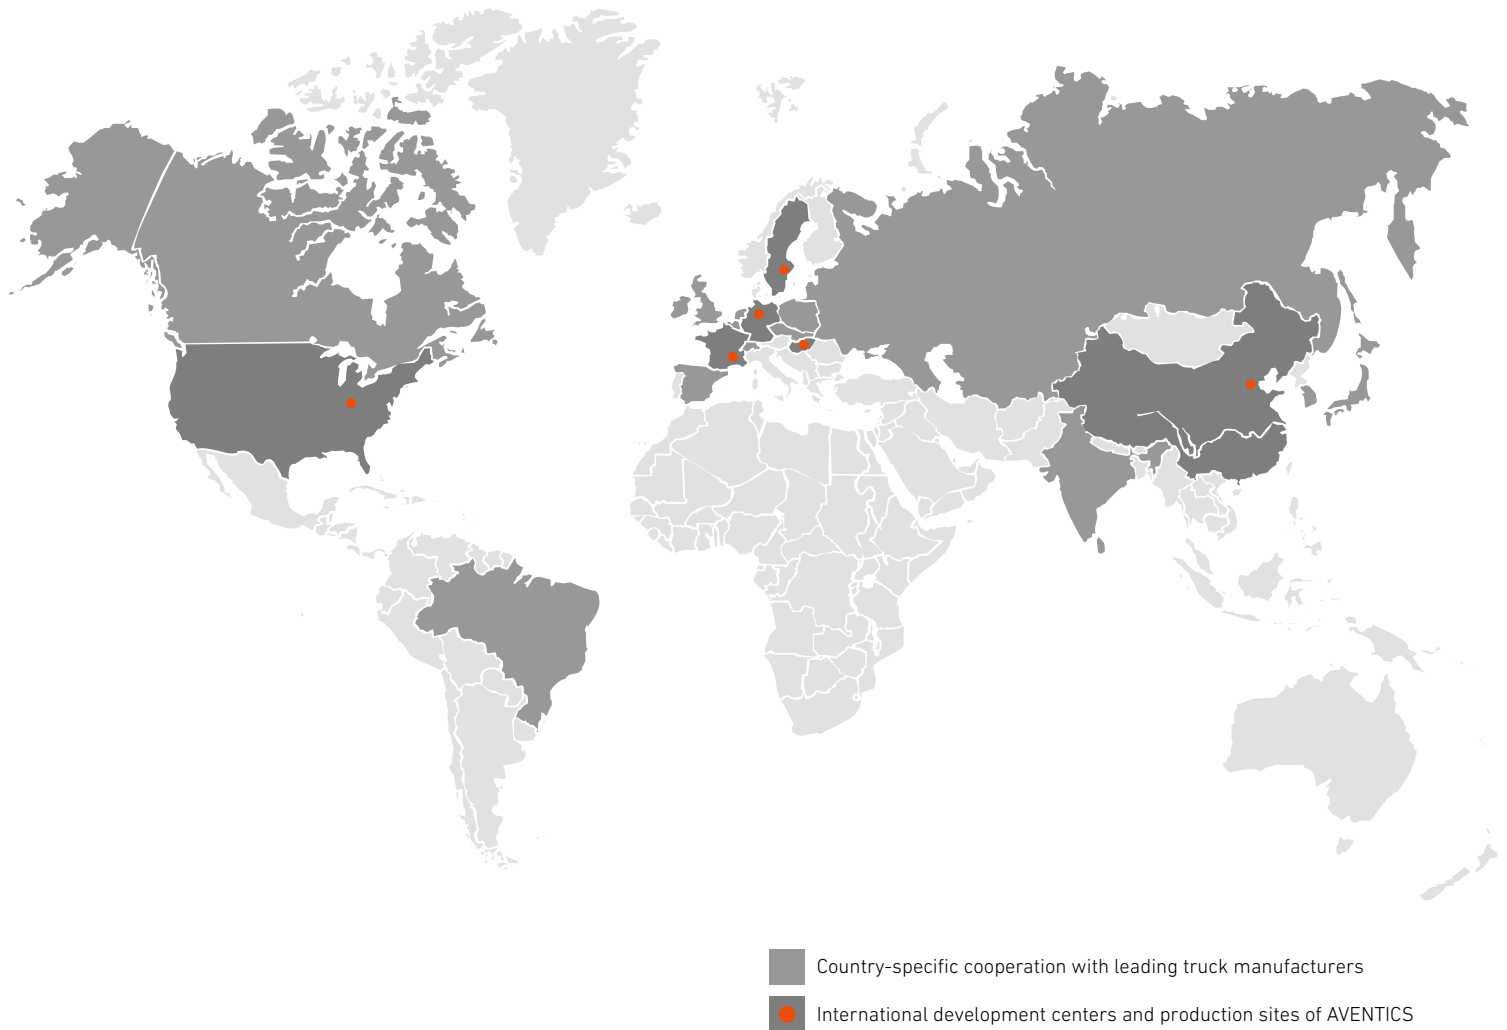 Country-specific cooperation with leading truck manufacturers
International development centers and production sites of AVENTICS